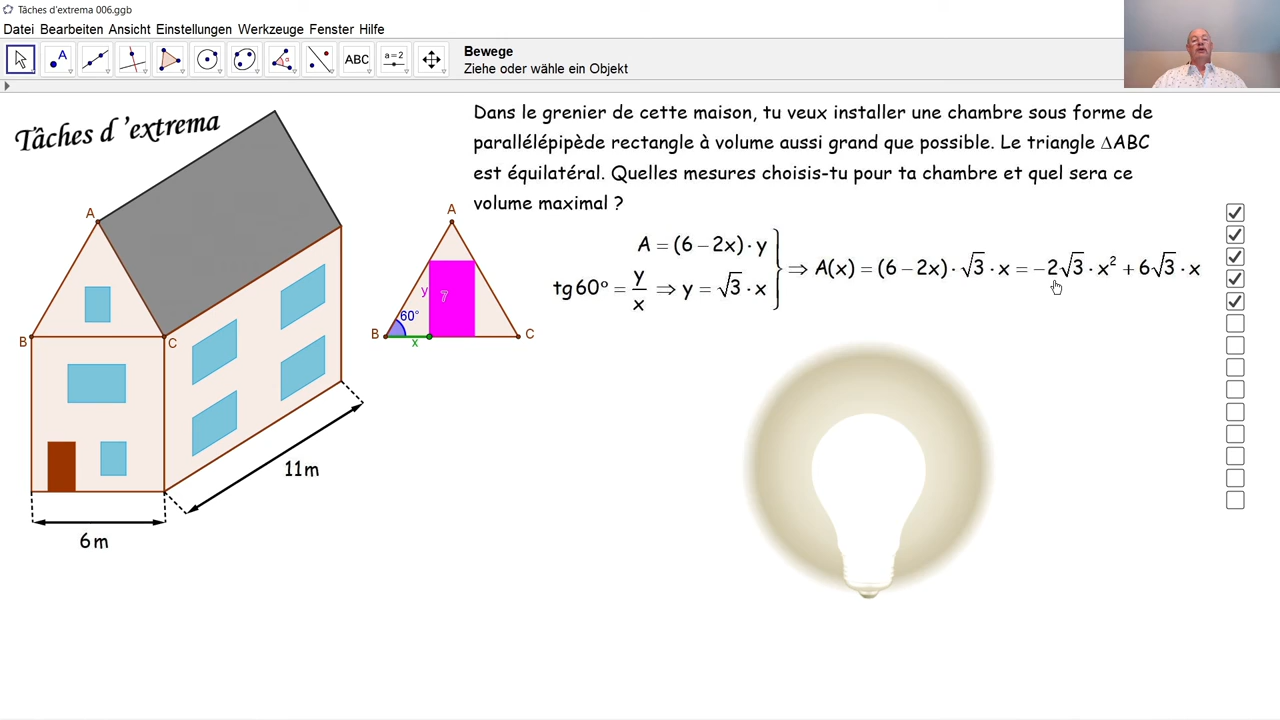 Tâches d'extrema 006.ggb
Datei Bearbeiten Ansicht Einstellungen Werkzeuge Fenster Hilfe
A ABC a=2
Bewege
Ziehe oder wähle ein Objekt
Tâches d'extrema
Dans le grenier de cette maison, tu veux installer une chambre sous forme de
parallélépipède rectangle à volume aussi grand que possible. Le triangle ∆ABC
est équilatéral. Quelles mesures choisis-tu pour ta chambre et quel sera ce
volume maximal ?
A = (6 – 2x) · y
tg 60° = y/x ⇒ y = √3 · x
⇒ A(x) = (6 – 2x) · √3 · x = –2√3 · x² + 6√3 · x
A
B
C
11m
6m
A
y
7
60°
B
C
x